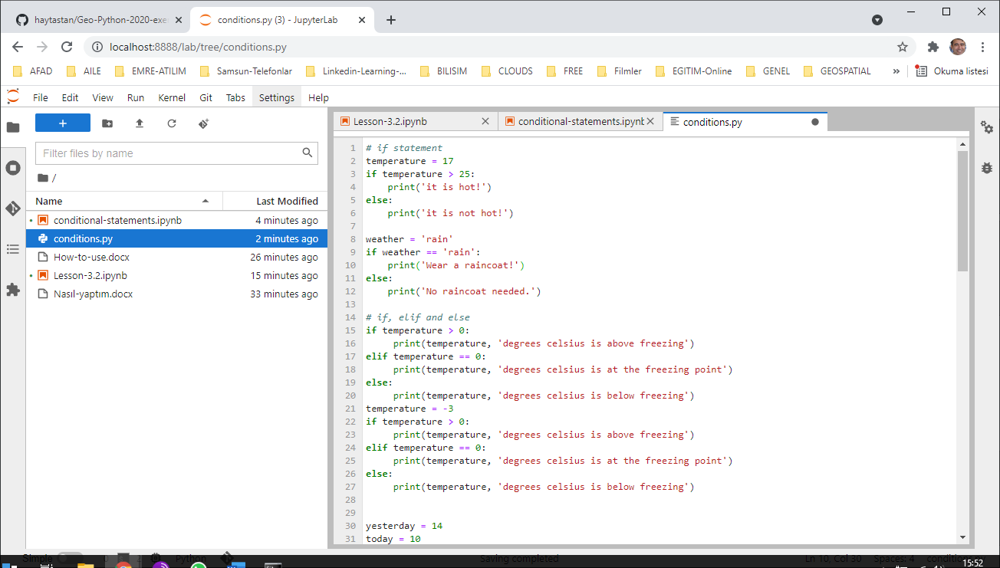 haytastan/Geo-Python-2020-exe
conditions.py (3) - JupyterLab
localhost:8888/lab/tree/conditions.py
AFAD AILE EMRE-ATILIM Samsun-Telefonlar Linkedin-Learning-... BILISIM CLOUDS FREE Filmler EGITIM-Online GENEL GEOSPATIAL » Okuma listesi
File Edit View Run Kernel Git Tabs Settings Help
+
Filter files by name
/
Name Last Modified
conditional-statements.ipynb 4 minutes ago
conditions.py 2 minutes ago
How-to-use.docx 26 minutes ago
Lesson-3.2.ipynb 15 minutes ago
Nasıl-yaptım.docx 33 minutes ago
Lesson-3.2.ipynb conditional-statements.ipynb conditions.py
1 # if statement
2 temperature = 17
3 if temperature > 25:
4     print('it is hot!')
5 else:
6     print('it is not hot!')
7
8 weather = 'rain'
9 if weather == 'rain':
10     print('Wear a raincoat!')
11 else:
12     print('No raincoat needed.')
13
14 # if, elif and else
15 if temperature > 0:
16      print(temperature, 'degrees celsius is above freezing')
17 elif temperature == 0:
18      print(temperature, 'degrees celsius is at the freezing point')
19 else:
20      print(temperature, 'degrees celsius is below freezing')
21 temperature = -3
22 if temperature > 0:
23      print(temperature, 'degrees celsius is above freezing')
24 elif temperature == 0:
25      print(temperature, 'degrees celsius is at the freezing point')
26 else:
27      print(temperature, 'degrees celsius is below freezing')
28
29
30 yesterday = 14
31 today = 10
Simple Python Saving completed Ln 10, Col 30 Spaces: 4 conditions.py
15:52